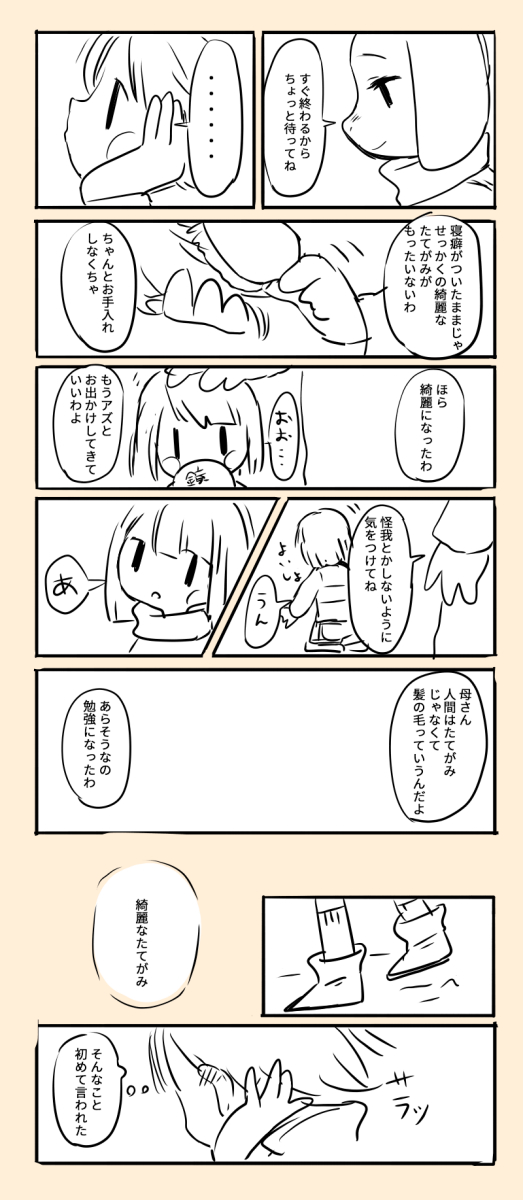 すぐ終わるから
ちょっと待ってね
・・・・・・
寝癖がついたままじゃ
せっかくの綺麗な
たてがみが
もったいないわ
ちゃんとお手入れ
しなくちゃ
ほら
綺麗になったわ
おお…
鏡
もうアズと
お出かけしてきて
いいわよ
怪我とかしないように
気をつけてね
よいしょ
うん
あ
母さん
人間はたてがみ
じゃなくて
髪の毛っていうんだよ
あらそうなの
勉強になったわ
綺麗なたてがみ
キラッ
そんなこと
初めて言われた